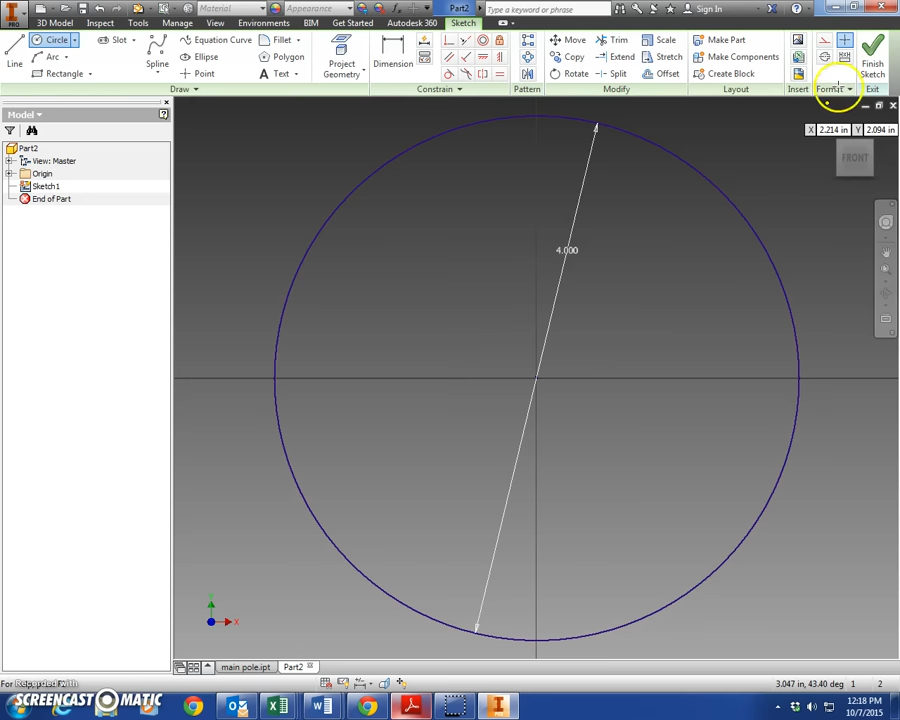 Material
Appearance
Part2
Type a keyword or phrase
Sign In
PRO
3D Model
Inspect
Tools
Manage
View
Environments
BIM
Get Started
Autodesk 360
Sketch
Line
Circle
Arc
Rectangle
Slot
Spline
Equation Curve
Ellipse
Point
Fillet
Polygon
Text
Project
Geometry
Dimension
Move
Copy
Rotate
Trim
Extend
Split
Scale
Stretch
Offset
Make Part
Make Components
Create Block
Finish
Sketch
Draw
Constrain
Pattern
Modify
Layout
Insert
Format
Exit
Model
Part2
View: Master
Origin
Sketch1
End of Part
X 2.214 in Y 2.094 in
FRONT
4.000
Y
X
main pole.ipt
Part2
3.047 in, 43.40 deg 1 2
Recorded with
SCREENCAST MATIC
PRO
12:18 PM
10/7/2015